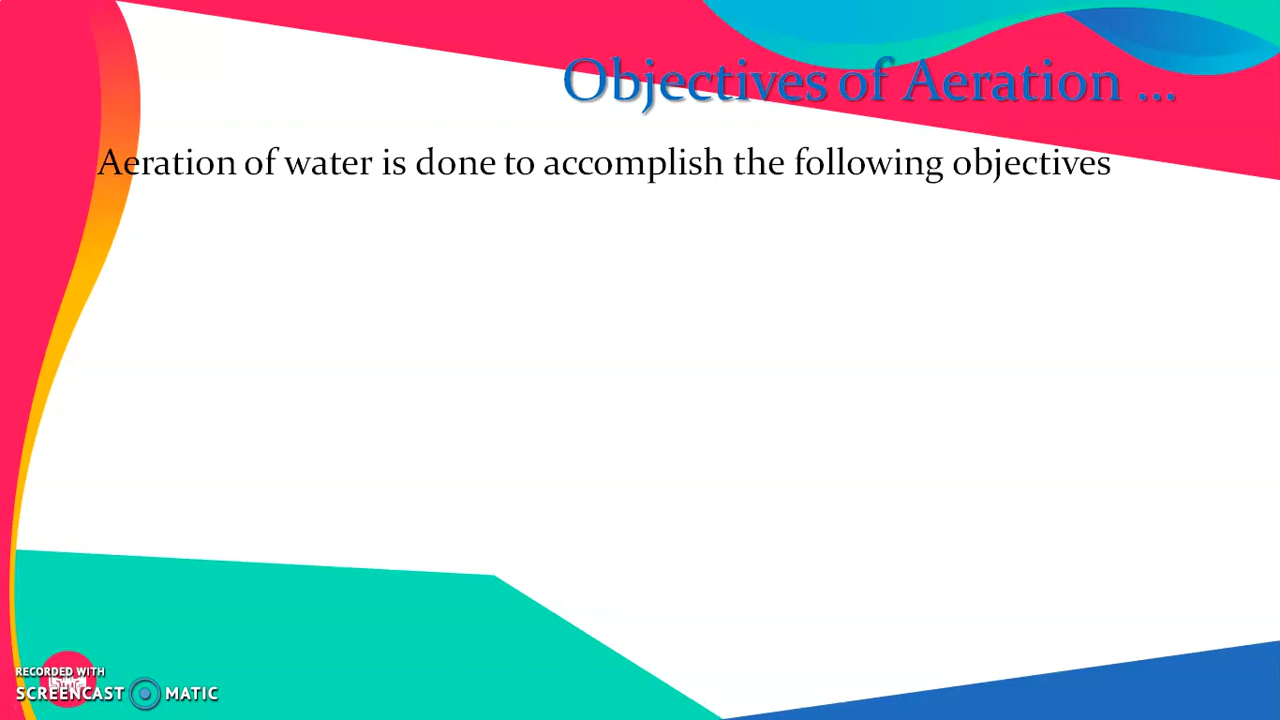 Objectives of Aeration ...
Aeration of water is done to accomplish the following objectives
RECORDED WITH
SCREENCAST MATIC